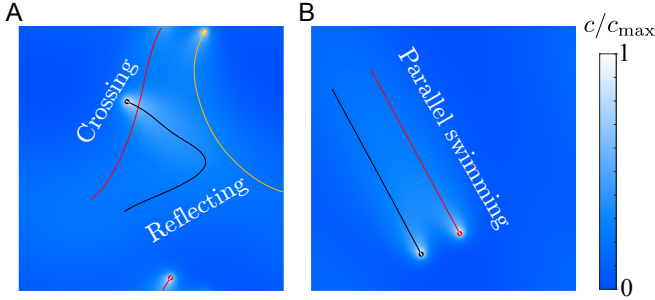 A
B
c/c_max
Crossing
Reflecting
Parallel swimming
1
0